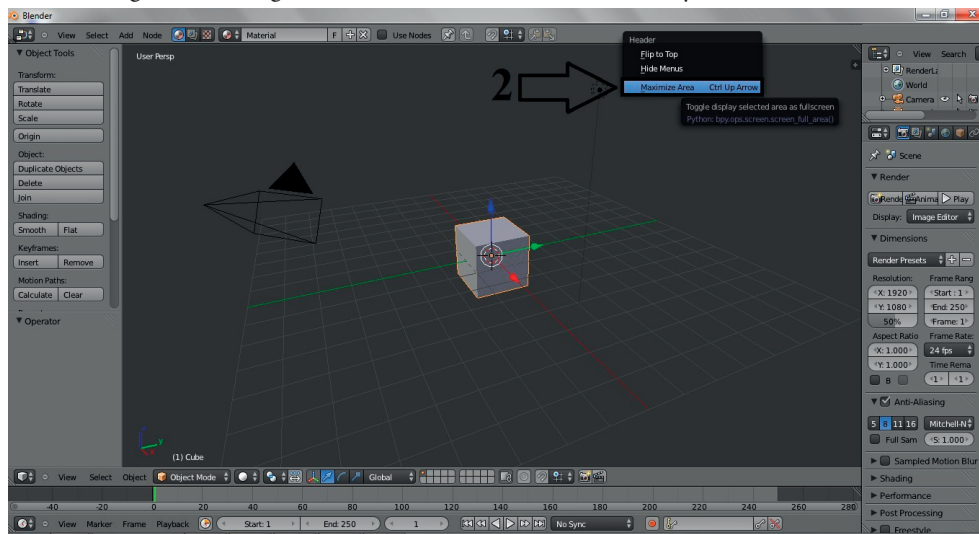 Blender
View Select Add Node Material F Use Nodes
Object Tools
Transform:
Translate
Rotate
Scale
Origin
Object:
Duplicate Objects
Delete
Join
Shading:
Smooth Flat
Keyframes:
Insert Remove
Motion Paths:
Calculate Clear
Operator
User Persp
2
Header
Flip to Top
Hide Menus
Maximize Area Ctrl Up Arrow
Toggle display selected area as fullscreen
Python: bpy.ops.screen.screen_full_area()
y
(1) Cube
View Search
RenderLa
World
Camera
Scene
Render
Rende Anima Play
Display: Image Editor
Dimensions
Render Presets
Resolution: Frame Rang
X: 1920 Start : 1
Y: 1080 End: 250
50% Frame: 1
Aspect Ratio Frame Rate:
X: 1.000 24 fps
Y: 1.000 Time Rema
B 1 1
Anti-Aliasing
5 8 11 16 Mitchell-N
Full Sam S: 1.000
Sampled Motion Blur
Shading
Performance
Post Processing
Freestyle
View Select Object Object Mode Global
-40 -20 0 20 40 60 80 100 120 140 160 180 200 220 240 260 280
View Marker Frame Playback Start: 1 End: 250 1 No Sync